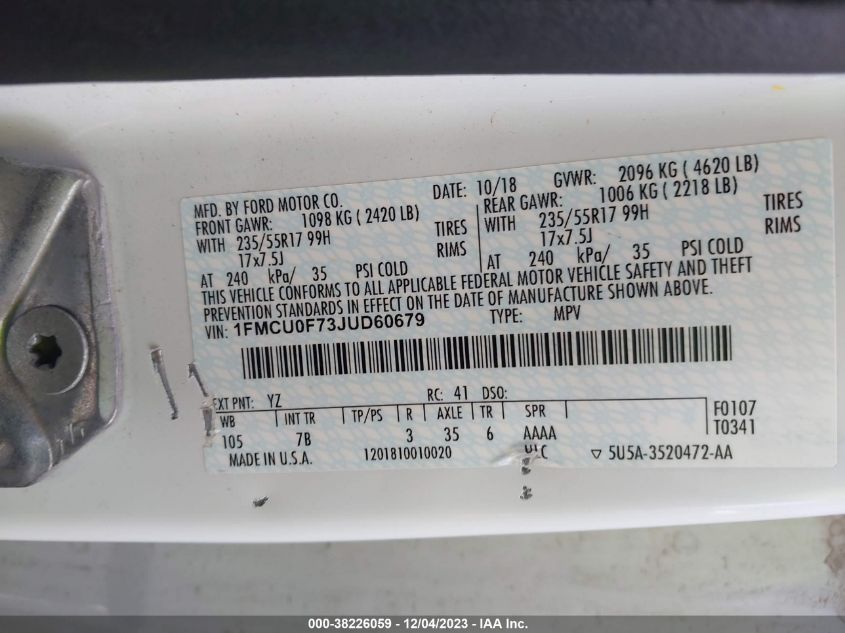 MFD. BY FORD MOTOR CO. DATE: 10/18 GVWR: 2096 KG ( 4620 LB)
FRONT GAWR: 1098 KG ( 2420 LB) REAR GAWR: 1006 KG ( 2218 LB)
WITH 235/55R17 99H TIRES WITH 235/55R17 99H TIRES
17x7.5J RIMS 17x7.5J RIMS
AT 240 kPa/ 35 PSI COLD AT 240 kPa/ 35 PSI COLD
THIS VEHICLE CONFORMS TO ALL APPLICABLE FEDERAL MOTOR VEHICLE SAFETY AND THEFT
PREVENTION STANDARDS IN EFFECT ON THE DATE OF MANUFACTURE SHOWN ABOVE.
VIN: 1FMCU0F73JUD60679 TYPE: MPV
EXT PNT: YZ RC: 41 DSO:
WB INT TR TP/PS R AXLE TR SPR F0107
105 7B 3 35 6 AAAA T0341
MADE IN U.S.A. 1201810010020 ▽ 5U5A-3520472-AA
000-38226059 - 12/04/2023 - IAA Inc.